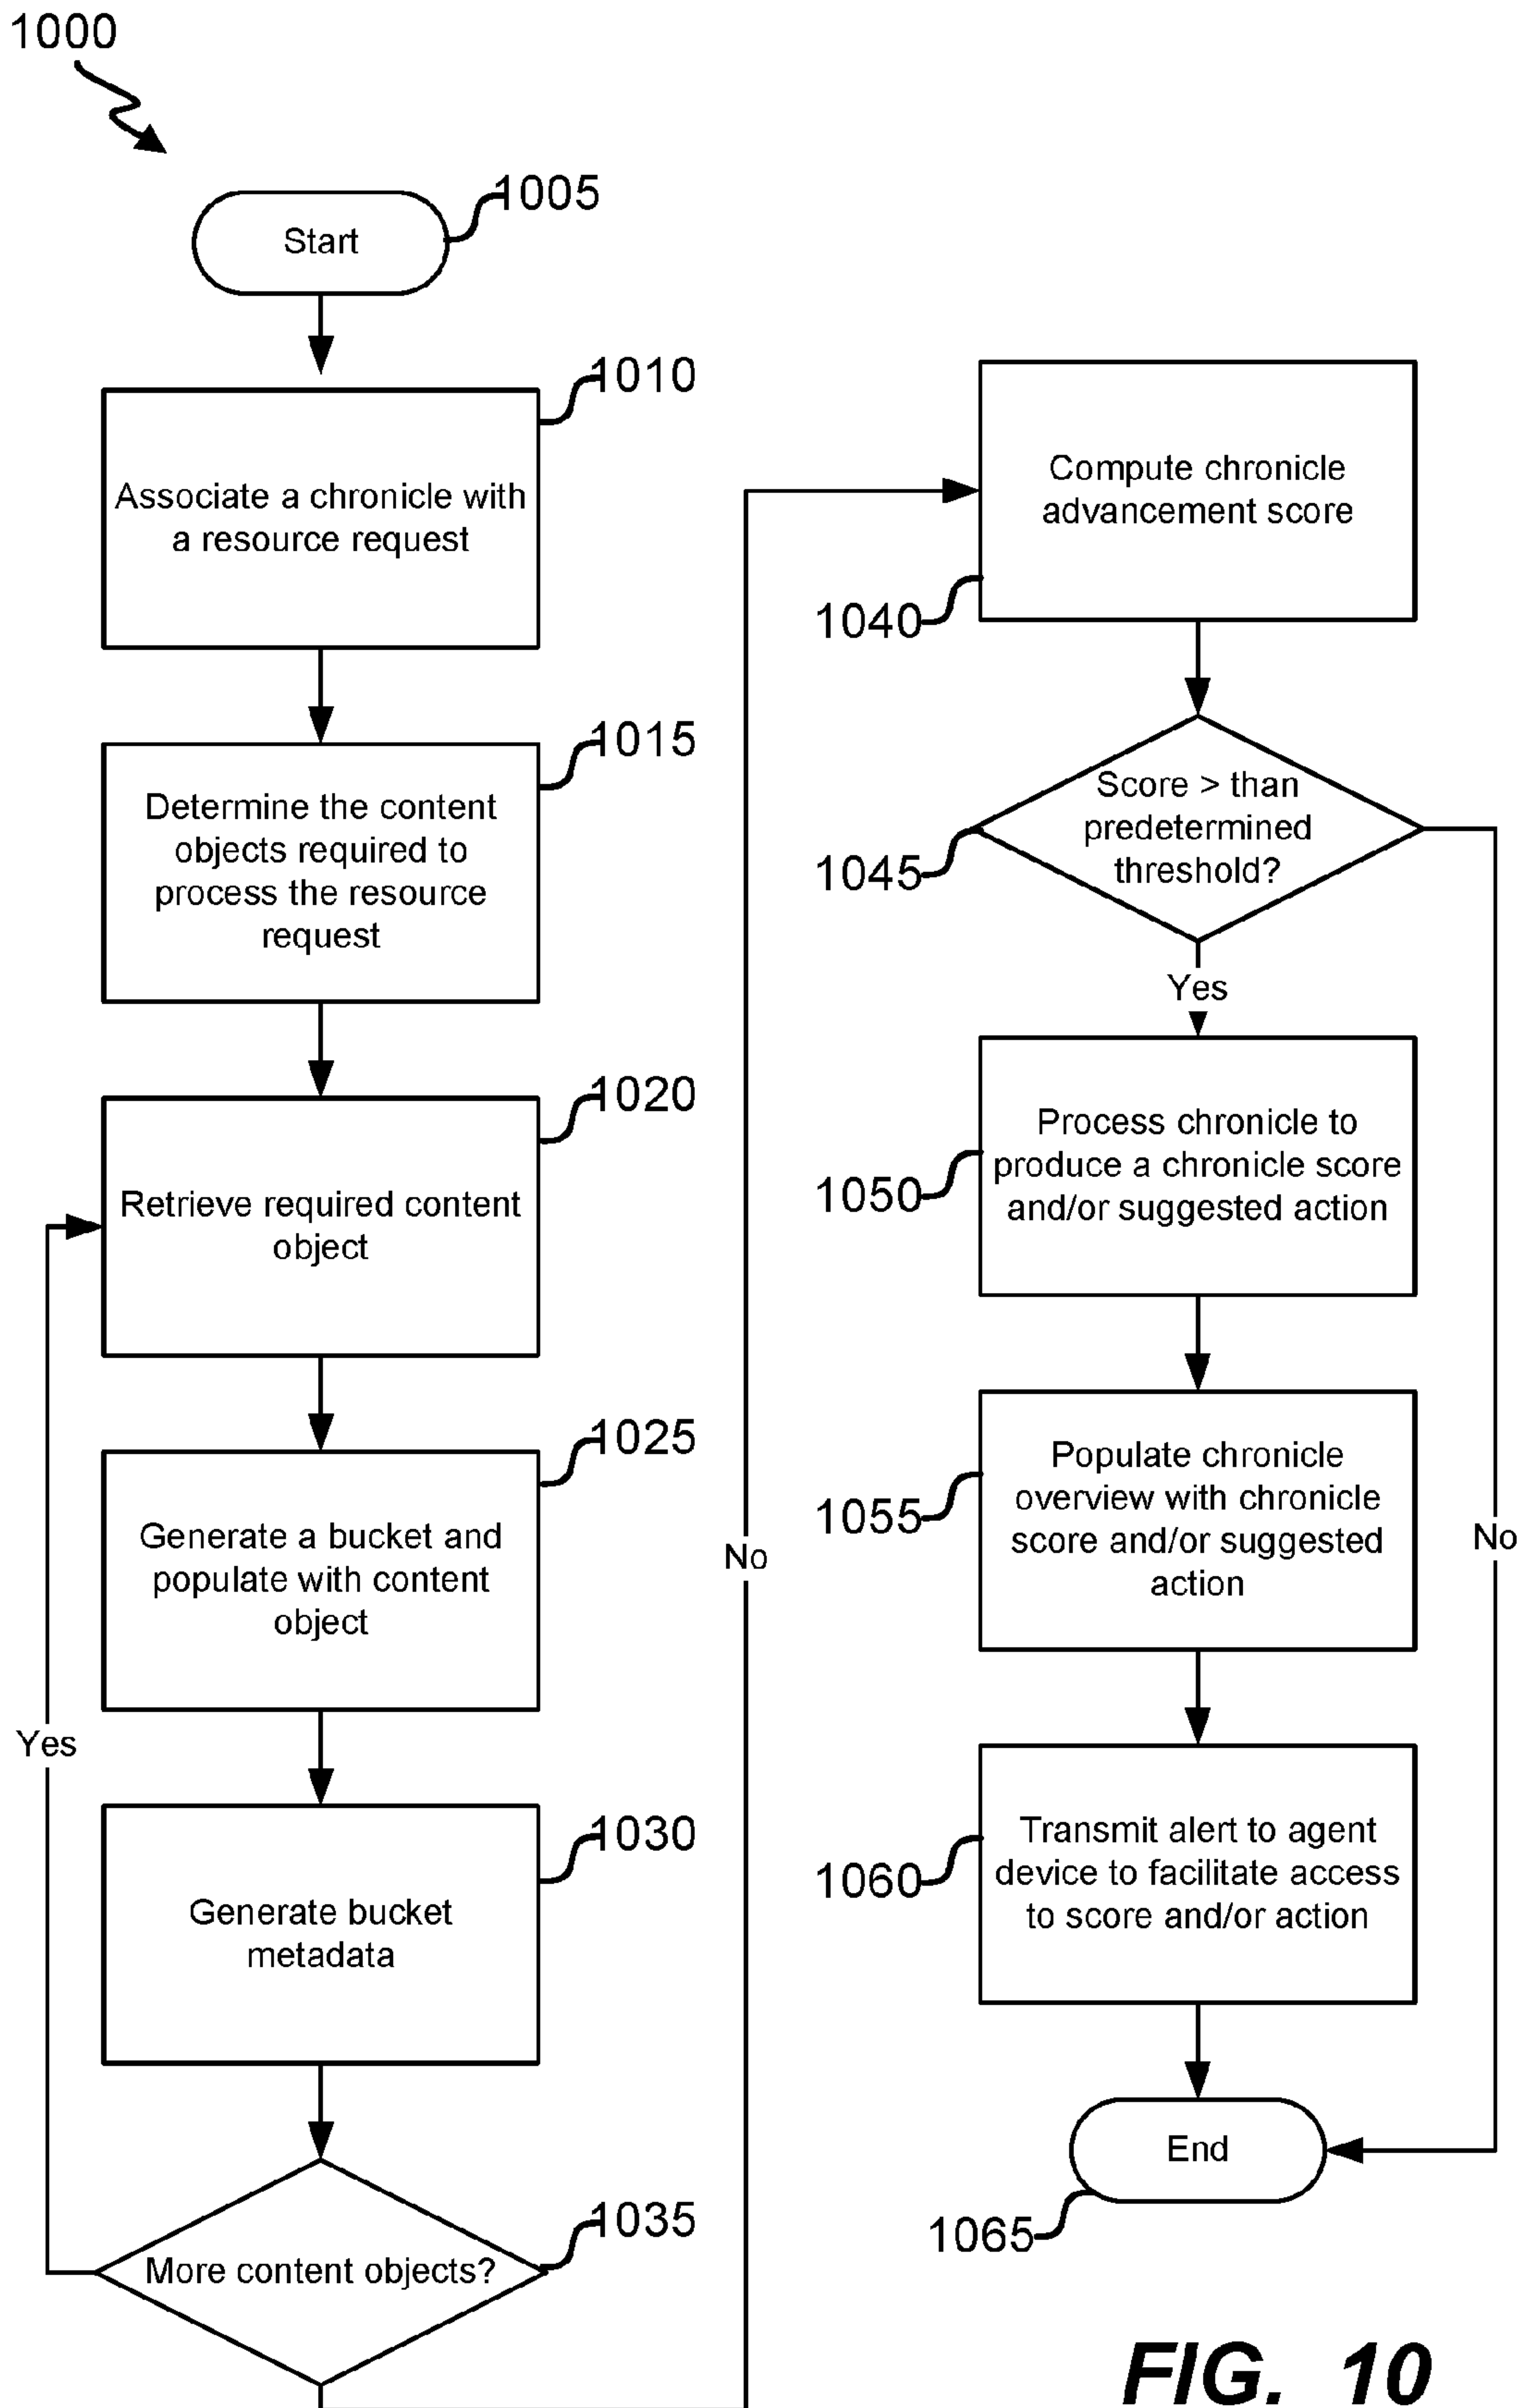 1000
1005
Start
1010
Associate a chronicle with
a resource request
1015
Determine the content
objects required to
process the resource
request
1020
Retrieve required content
object
1025
Generate a bucket and
populate with content
object
Yes
1030
Generate bucket
metadata
1035
More content objects?
No
Compute chronicle
advancement score
1040
Score > than
predetermined
threshold?
1045
Yes
Process chronicle to
produce a chronicle score
and/or suggested action
1050
Populate chronicle
overview with chronicle
score and/or suggested
action
1055
No
Transmit alert to agent
device to facilitate access
to score and/or action
1060
End
1065
FIG. 10